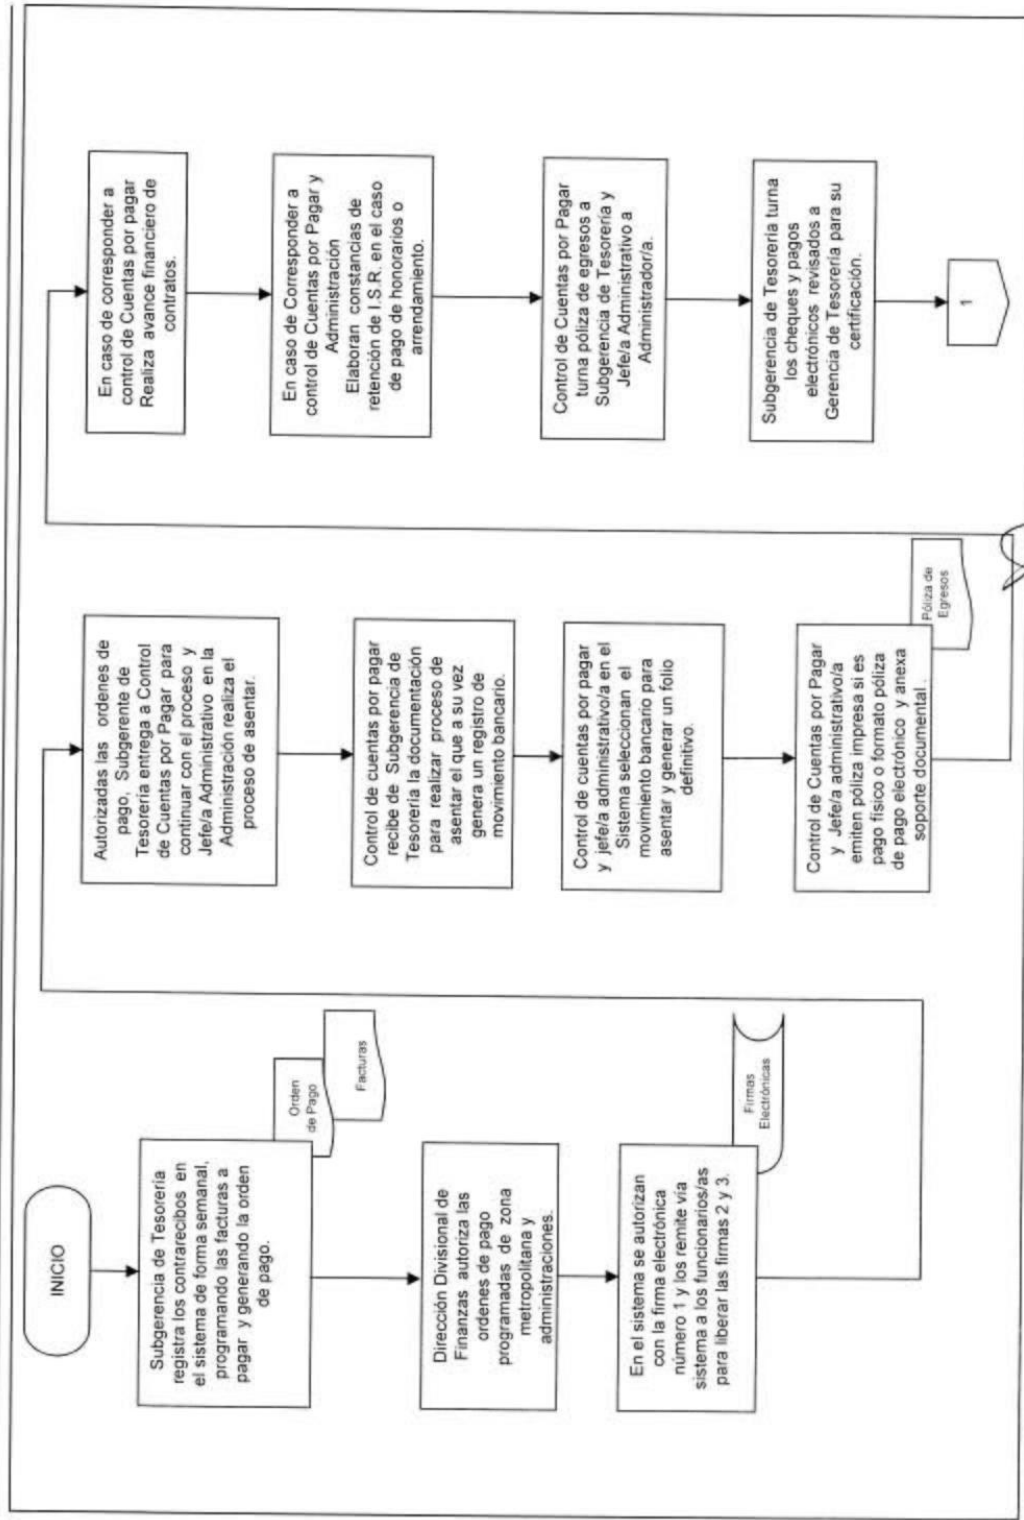 INICIO
Subgerencia de Tesorería
registra los contrarecibos en
el sistema de forma semanal,
programando las facturas a
pagar y generando la orden
de pago.
Orden
de Pago
Facturas
Dirección Divisional de
Finanzas autoriza las
ordenes de pago
programadas de zona
metropolitana y
administraciones.
En el sistema se autorizan
con la firma electrónica
número 1 y los remite vía
sistema a los funcionarios/as
para liberar las firmas 2 y 3.
Firmas
Electrónicas
Autorizadas las ordenes de
pago, Subgerente de
Tesorería entrega a Control
de Cuentas por Pagar para
continuar con el proceso y
Jefe/a Administrativo en la
Administración realiza el
proceso de asentar.
Control de cuentas por pagar
recibe de Subgerencia de
Tesorería la documentación
para realizar proceso de
asentar el que a su vez
genera un registro de
movimiento bancario.
Control de cuentas por pagar
y jefe/a administrativo/a en el
Sistema seleccionan el
movimiento bancario para
asentar y generar un folio
definitivo.
Control de Cuentas por Pagar
y Jefe/a administrativo/a
emiten póliza impresa si es
pago físico o formato póliza
de pago electrónico y anexa
soporte documental.
Póliza de
Egresos
En caso de corresponder a
control de Cuentas por pagar
Realiza avance financiero de
contratos.
En caso de Corresponder a
control de Cuentas por Pagar y
Administración
Elaboran constancias de
retención de I.S.R. en el caso
de pago de honorarios o
arrendamiento.
Control de Cuentas por Pagar
turna póliza de egresos a
Subgerencia de Tesorería y
Jefe/a Administrativo a
Administrador/a.
Subgerencia de Tesorería turna
los cheques y pagos
electrónicos revisados a
Gerencia de Tesorería para su
certificación.
1